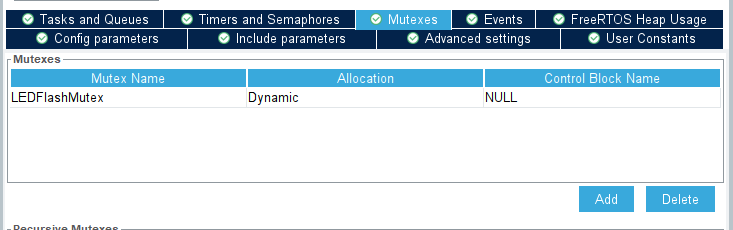 Tasks and Queues Timers and Semaphores Mutexes Events FreeRTOS Heap Usage
Config parameters Include parameters Advanced settings User Constants
Mutexes
Mutex Name Allocation Control Block Name
LEDFlashMutex Dynamic NULL
Add Delete
Recursive Mutexes